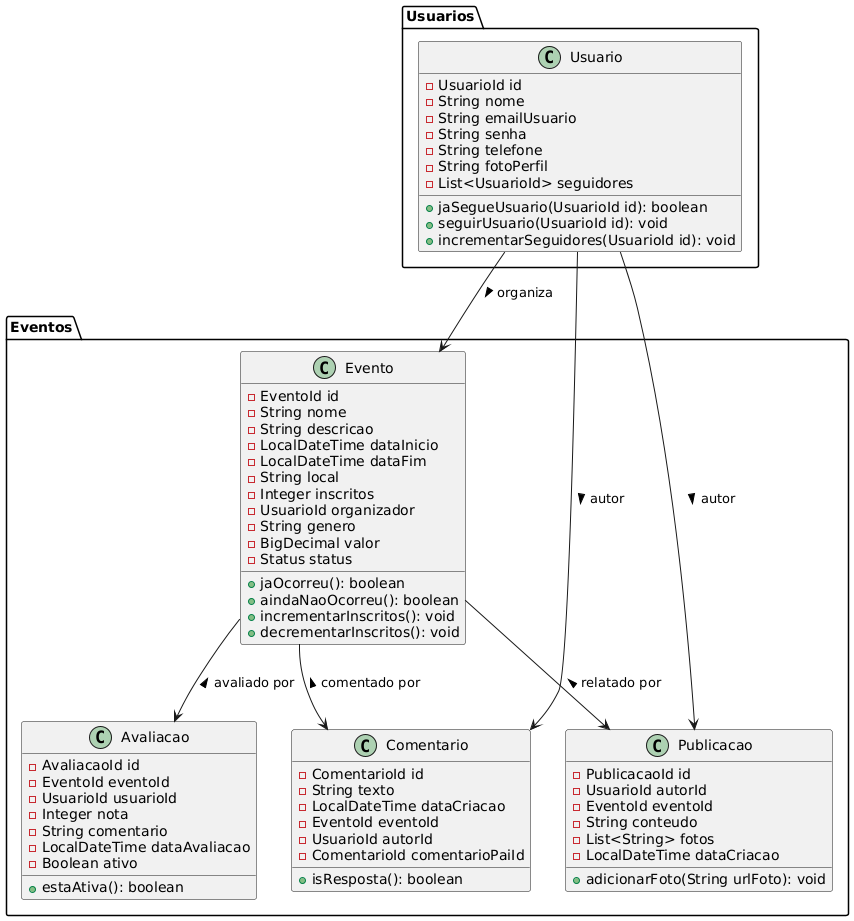 Usuarios
C Usuario
UsuarioId id
String nome
String emailUsuario
String senha
String telefone
String fotoPerfil
List<UsuarioId> seguidores
jaSegueUsuario(UsuarioId id): boolean
seguirUsuario(UsuarioId id): void
incrementarSeguidores(UsuarioId id): void
organiza
Eventos
C Evento
EventoId id
String nome
String descricao
LocalDateTime dataInicio
LocalDateTime dataFim
String local
Integer inscritos
UsuarioId organizador
String genero
BigDecimal valor
Status status
jaOcorreu(): boolean
aindaNaoOcorreu(): boolean
incrementarInscritos(): void
decrementarInscritos(): void
autor
autor
avaliado por
comentado por
relatado por
C Avaliacao
AvaliacaoId id
EventoId eventoId
UsuarioId usuarioId
Integer nota
String comentario
LocalDateTime dataAvaliacao
Boolean ativo
estaAtiva(): boolean
C Comentario
ComentarioId id
String texto
LocalDateTime dataCriacao
EventoId eventoId
UsuarioId autorId
ComentarioId comentarioPaiId
isResposta(): boolean
C Publicacao
PublicacaoId id
UsuarioId autorId
EventoId eventoId
String conteudo
List<String> fotos
LocalDateTime dataCriacao
adicionarFoto(String urlFoto): void